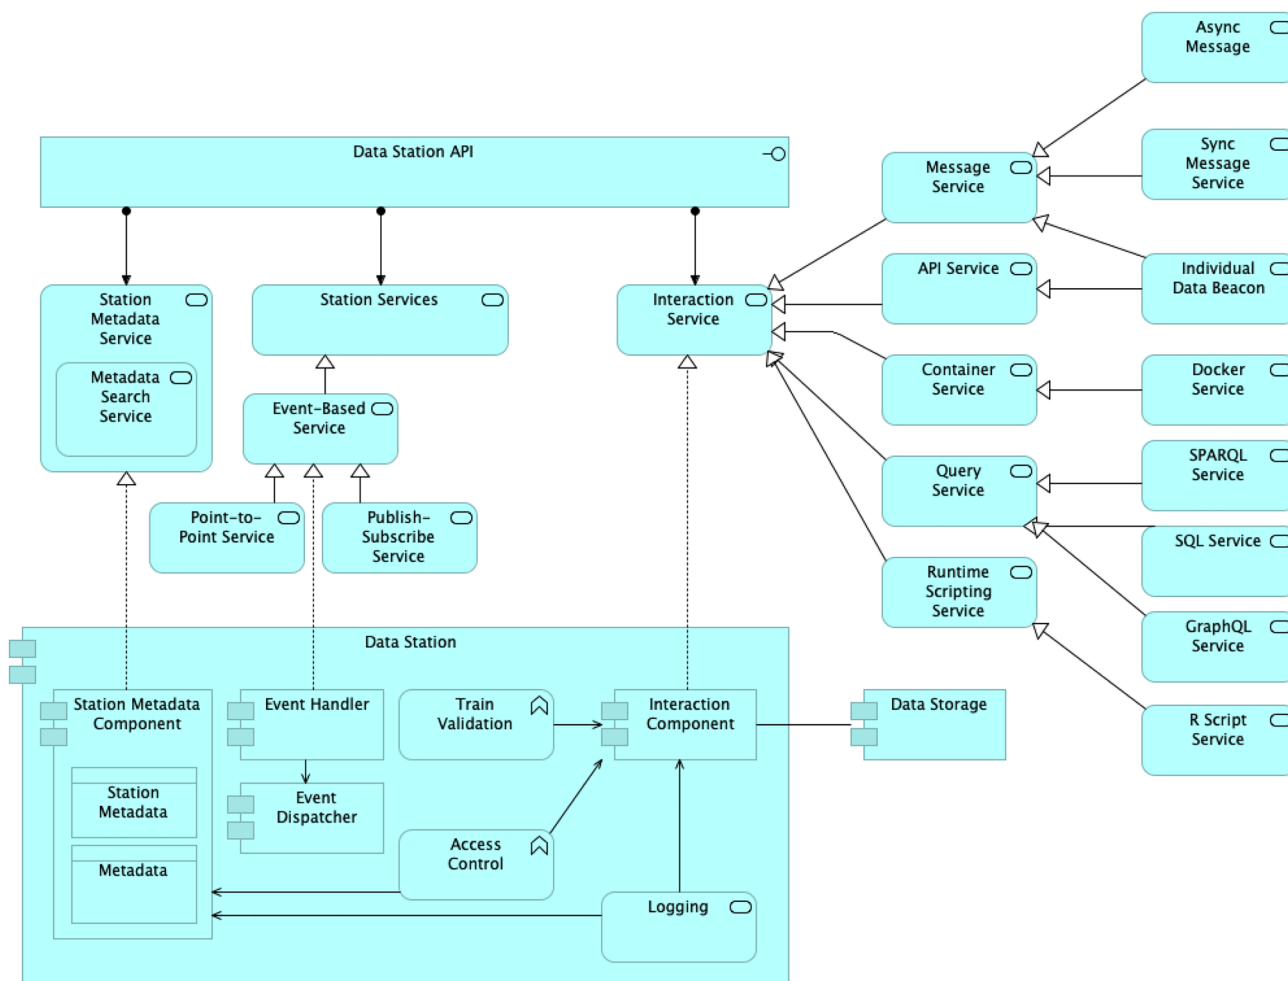 Async
Message
Data Station API
Sync
Message
Service
Message
Service
API Service
Individual
Data Beacon
Station
Metadata
Service
Station Services
Interaction
Service
Metadata
Search
Service
Container
Service
Docker
Service
Event-Based
Service
Query
Service
SPARQL
Service
Point-to-
Point Service
Publish-
Subscribe
Service
SQL Service
Runtime
Scripting
Service
GraphQL
Service
Data Station
Station Metadata
Component
Event Handler
Train
Validation
Interaction
Component
Data Storage
R Script
Service
Station
Metadata
Event
Dispatcher
Access
Control
Metadata
Logging